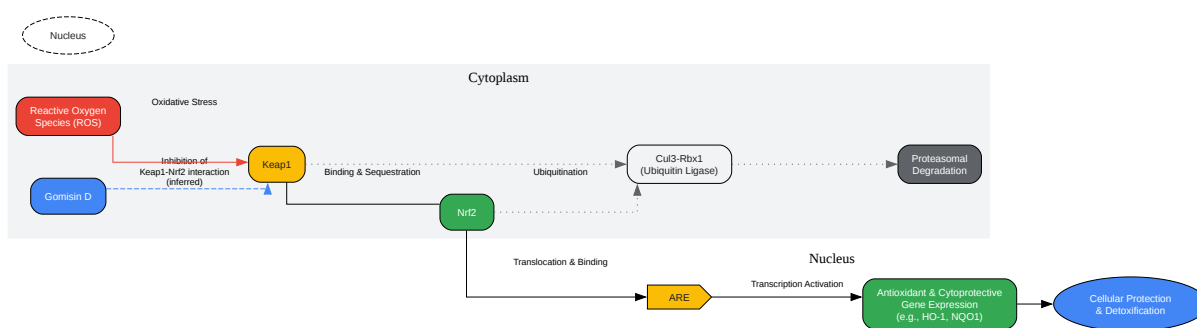 Nucleus
Cytoplasm
Oxidative Stress
Reactive Oxygen
Species (ROS)
Inhibition of
Keap1-Nrf2 interaction
(inferred)
Keap1
Binding & Sequestration
Ubiquitination
Cul3-Rbx1
(Ubiquitin Ligase)
Proteasomal
Degradation
Gomisin D
Nrf2
Translocation & Binding
Nucleus
ARE
Transcription Activation
Antioxidant & Cytoprotective
Gene Expression
(e.g., HO-1, NQO1)
Cellular Protection
& Detoxification